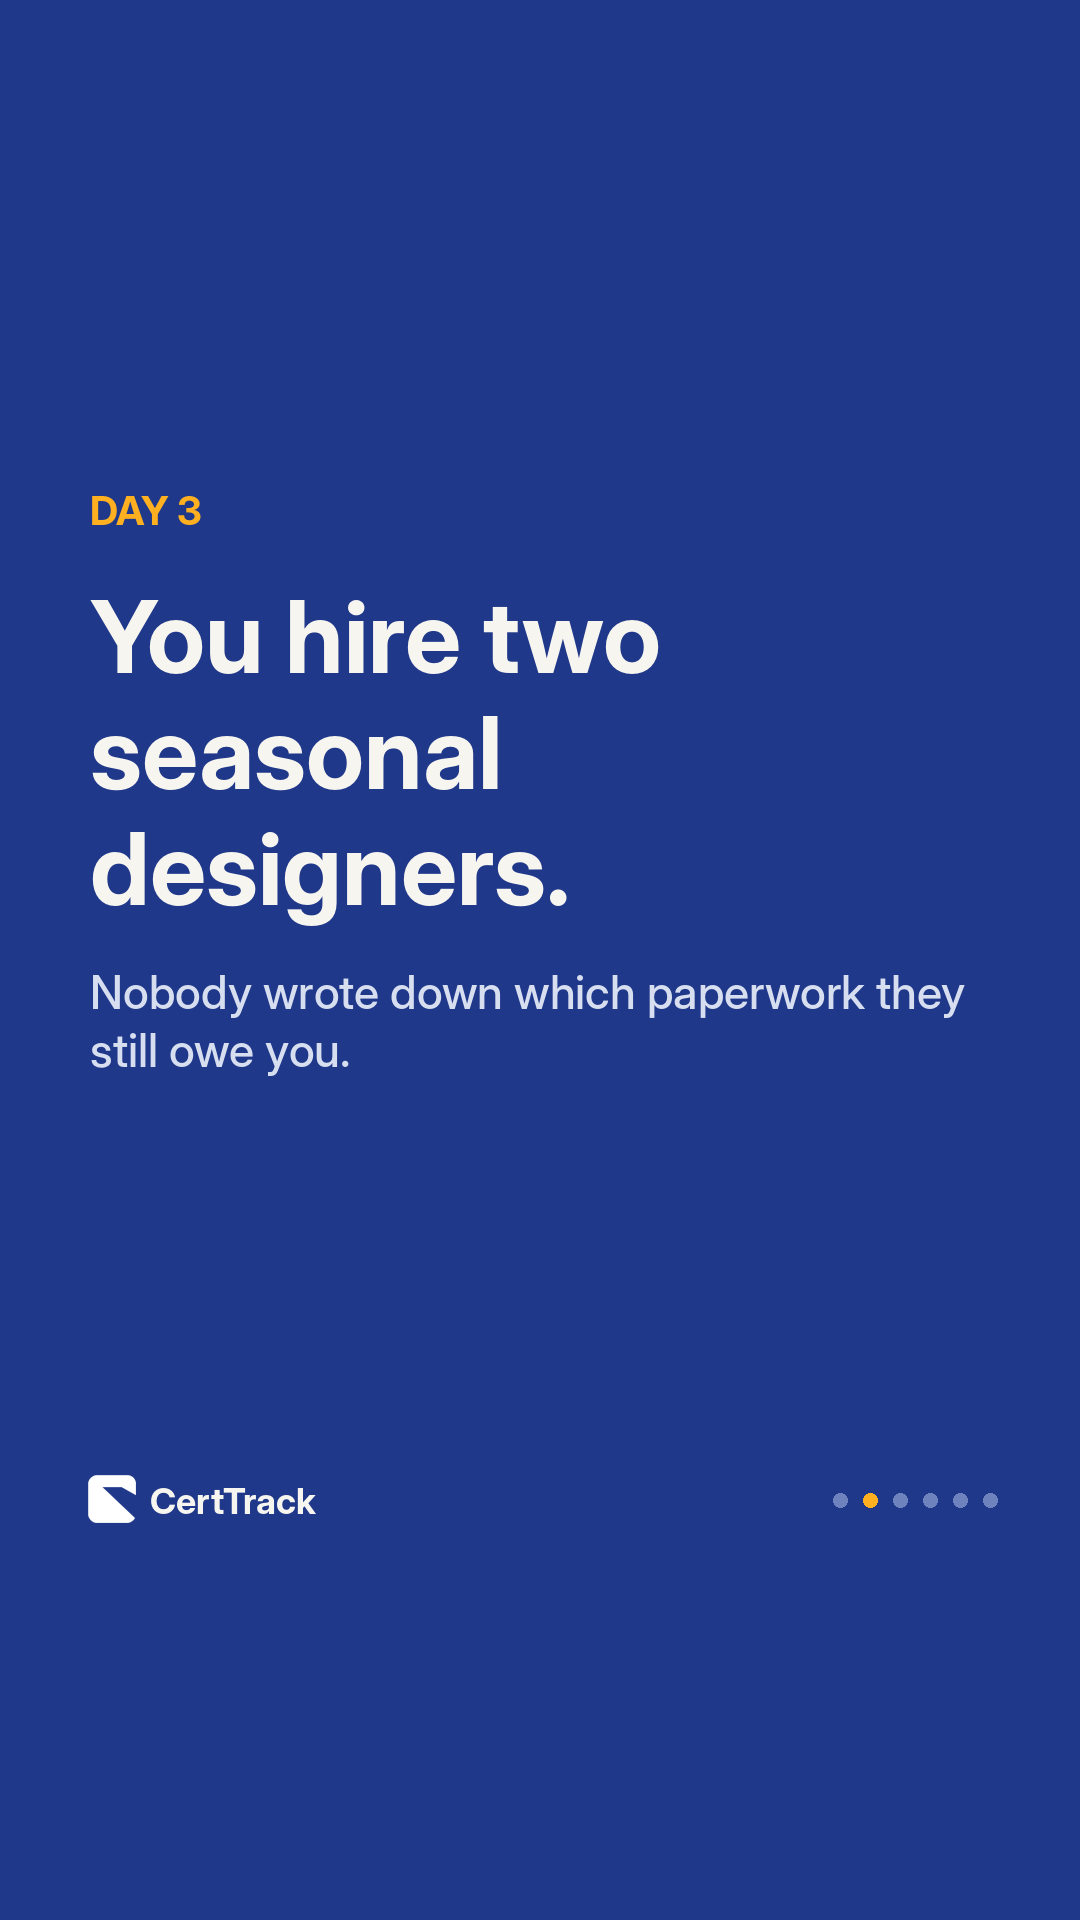 DAY 3
You hire two
seasonal
designers.
Nobody wrote down which paperwork they
still owe you.
CertTrack